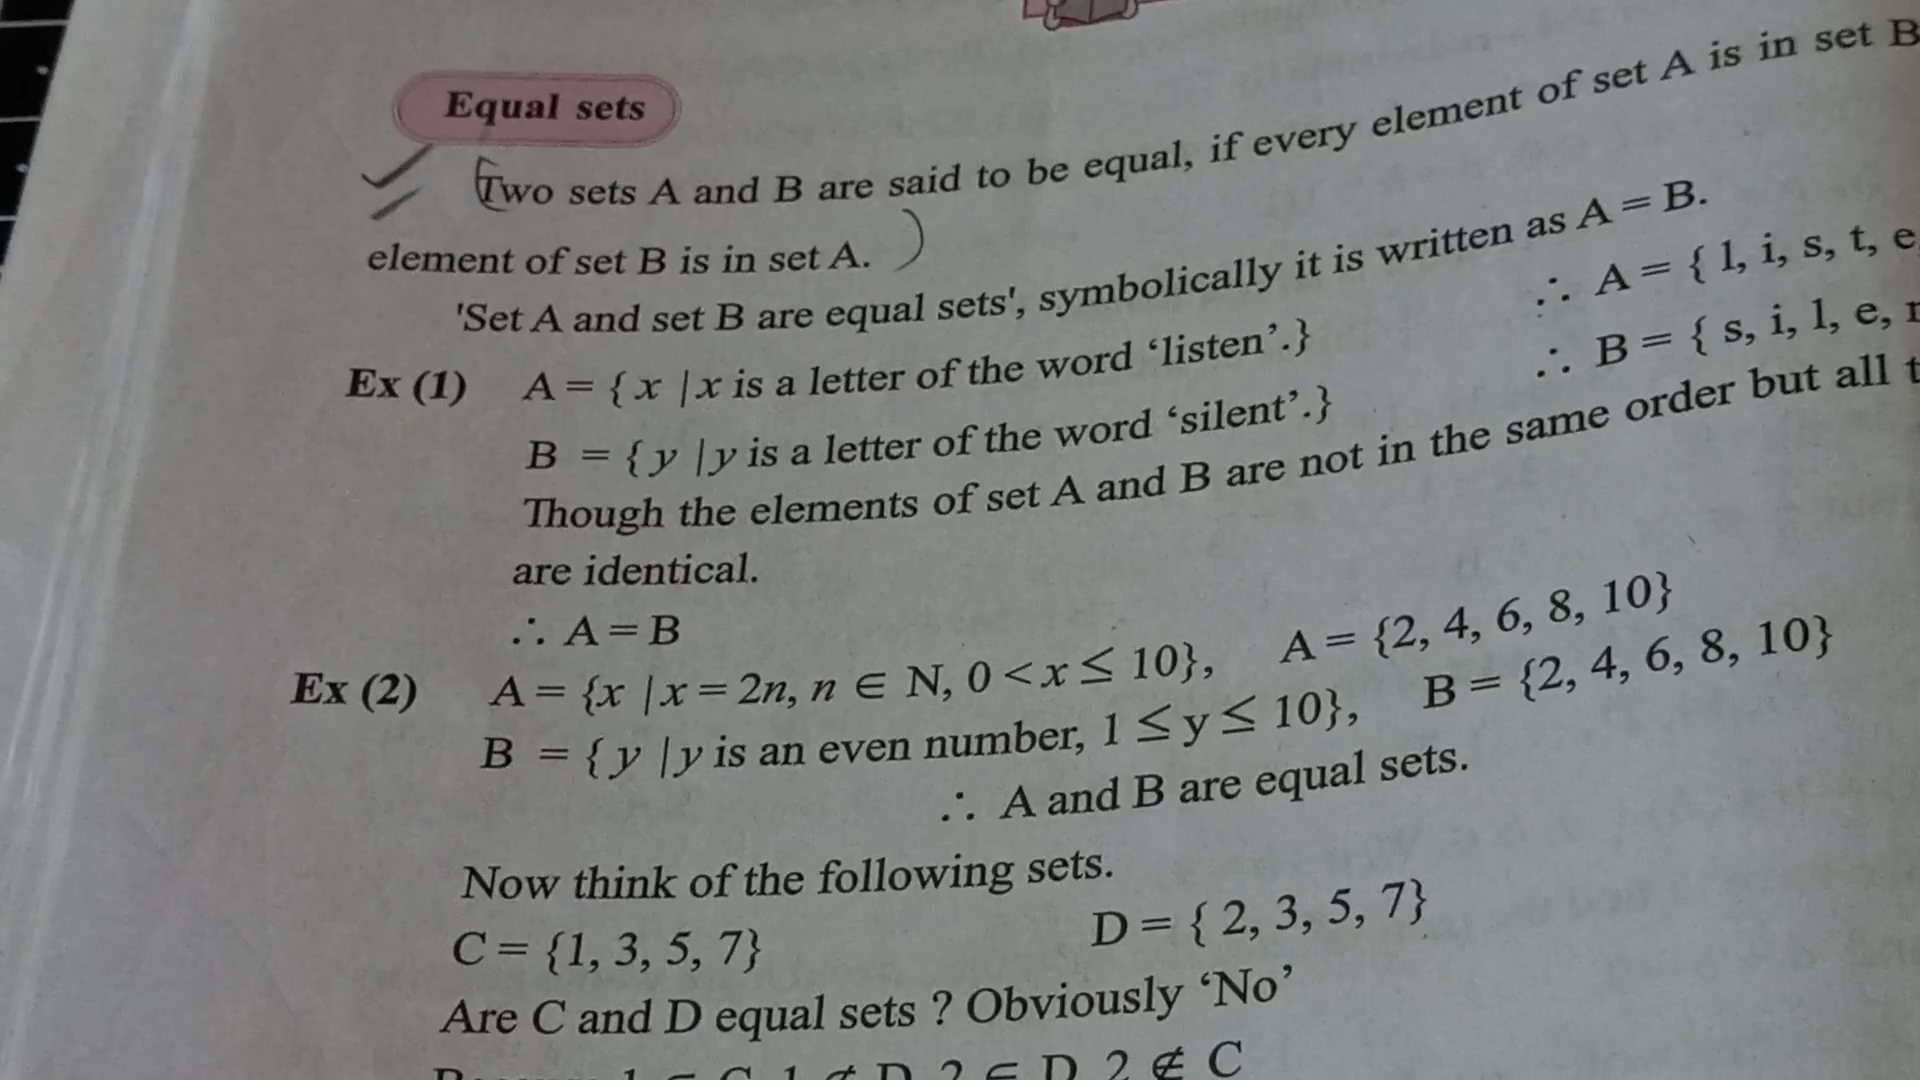 Equal sets
Two sets A and B are said to be equal, if every element of set A is in set B
element of set B is in set A.
'Set A and set B are equal sets', symbolically it is written as A = B.
Ex (1) A = { x | x is a letter of the word ‘listen’.} ∴ A = { l, i, s, t, e,
B = { y | y is a letter of the word ‘silent’.} ∴ B = { s, i, l, e,
Though the elements of set A and B are not in the same order but all
are identical.
∴ A = B
Ex (2) A = {x | x = 2n, n ∈ N, 0 < x ≤ 10}, A = {2, 4, 6, 8, 10}
B = { y | y is an even number, 1 ≤ y ≤ 10}, B = {2, 4, 6, 8, 10}
∴ A and B are equal sets.
Now think of the following sets.
C = {1, 3, 5, 7} D = { 2, 3, 5, 7}
Are C and D equal sets ? Obviously ‘No’
1 ∈ C, 1 ∉ D, 2 ∈ D, 2 ∉ C